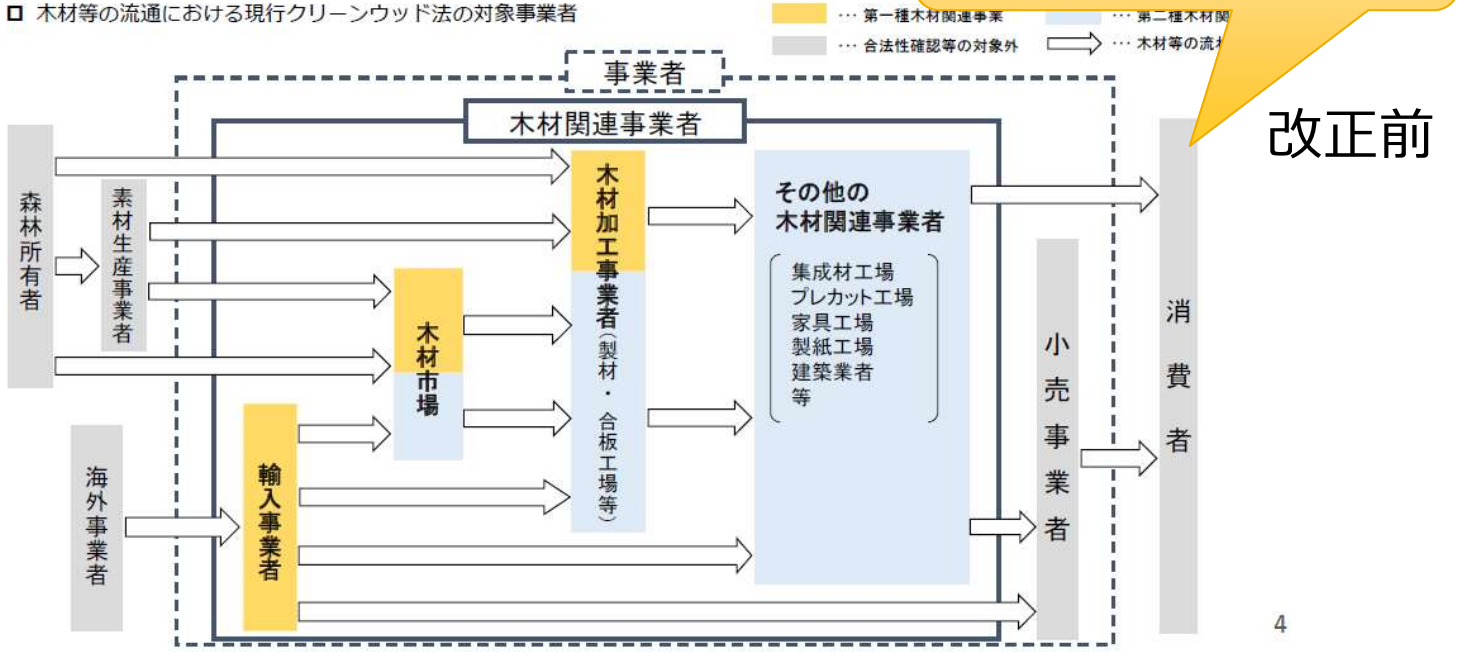 木材等の流通における現行クリーンウッド法の対象事業者
… 第一種木材関連事業
… 第二種木材関
… 合法性確認等の対象外
… 木材等の流れ
改正前
事業者
木材関連事業者
森林所有者
素材生産事業者
海外事業者
輸入事業者
木材市場
木材加工事業者(製材・合板工場等)
その他の
木材関連事業者
集成材工場
プレカット工場
家具工場
製紙工場
建築業者
等
小売事業者
消費者
4